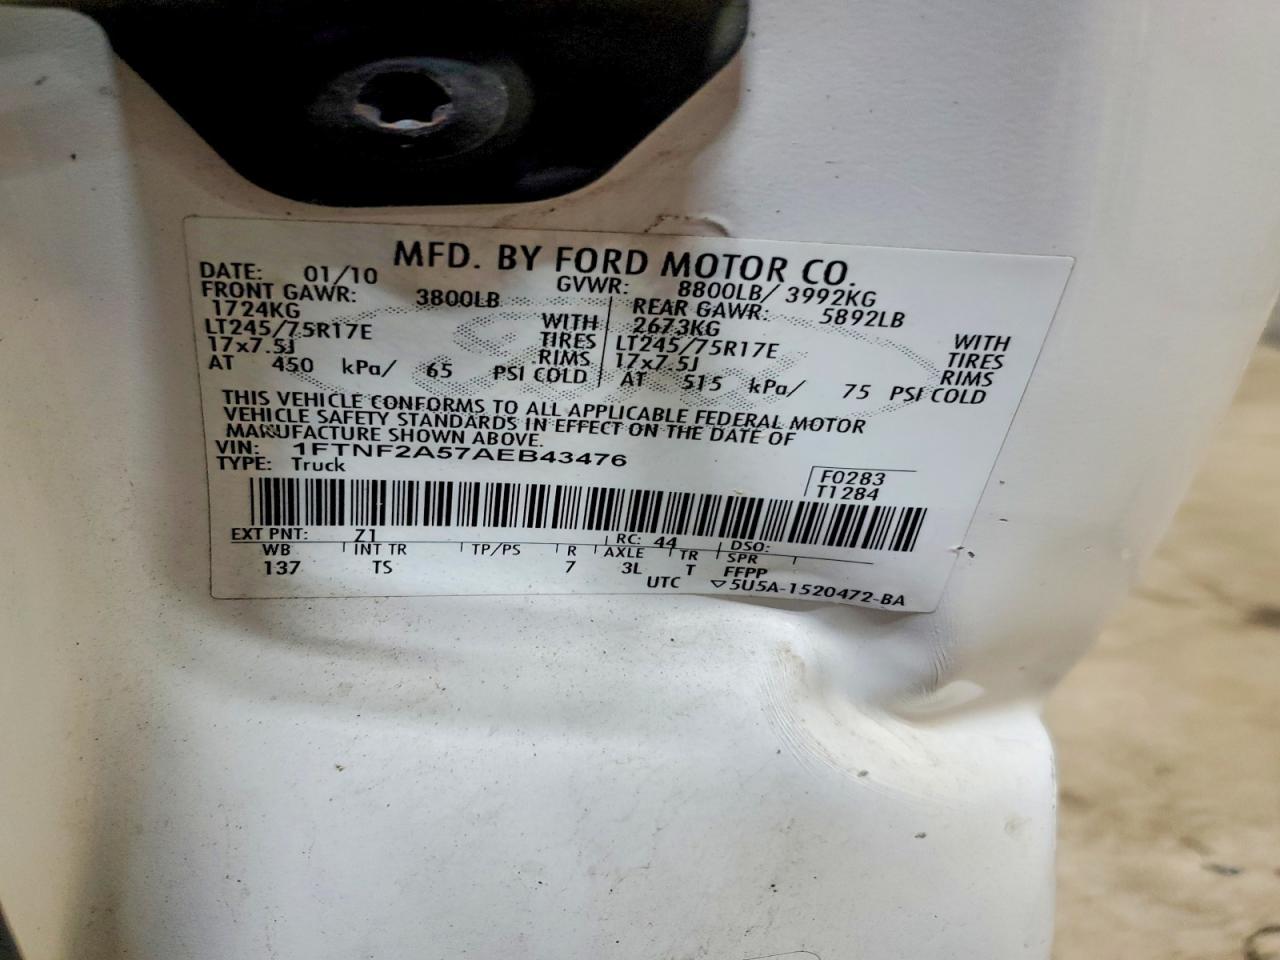 MFD. BY FORD MOTOR CO.
DATE: 01/10 GVWR: 8800LB/ 3992KG
FRONT GAWR: 3800LB REAR GAWR: 5892LB
1724KG WITH 2673KG WITH
LT245/75R17E TIRES LT245/75R17E TIRES
17x7.5J RIMS 17x7.5J RIMS
AT 450 kPa/ 65 PSI COLD AT 515 kPa/ 75 PSI COLD
THIS VEHICLE CONFORMS TO ALL APPLICABLE FEDERAL MOTOR
VEHICLE SAFETY STANDARDS IN EFFECT ON THE DATE OF
MANUFACTURE SHOWN ABOVE.
VIN: 1FTNF2A57AEB43476
TYPE: Truck F0283
T1284
EXT PNT: Z1 RC: 44 DSO:
WB INT TR TP/PS R AXLE TR SPR
137 TS 7 3L T FFPP
UTC ▽5U5A-1520472-BA